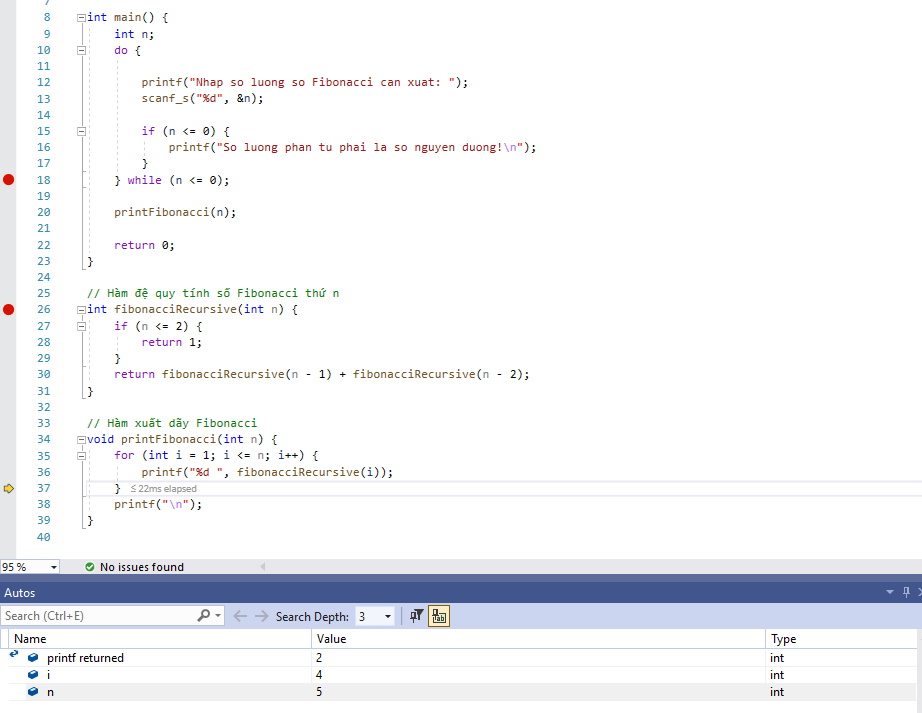 7
8 int main() {
9 int n;
10 do {
11
12 printf("Nhap so luong so Fibonacci can xuat: ");
13 scanf_s("%d", &n);
14
15 if (n <= 0) {
16 printf("So luong phan tu phai la so nguyen duong!\n");
17 }
18 } while (n <= 0);
19
20 printFibonacci(n);
21
22 return 0;
23 }
24
25 // Hàm đệ quy tính số Fibonacci thứ n
26 int fibonacciRecursive(int n) {
27 if (n <= 2) {
28 return 1;
29 }
30 return fibonacciRecursive(n - 1) + fibonacciRecursive(n - 2);
31 }
32
33 // Hàm xuất dãy Fibonacci
34 void printFibonacci(int n) {
35 for (int i = 1; i <= n; i++) {
36 printf("%d ", fibonacciRecursive(i));
37 } ≤ 22ms elapsed
38 printf("\n");
39 }
40
95 % No issues found
Autos
Search (Ctrl+E) Search Depth: 3
Name Value Type
printf returned 2 int
i 4 int
n 5 int